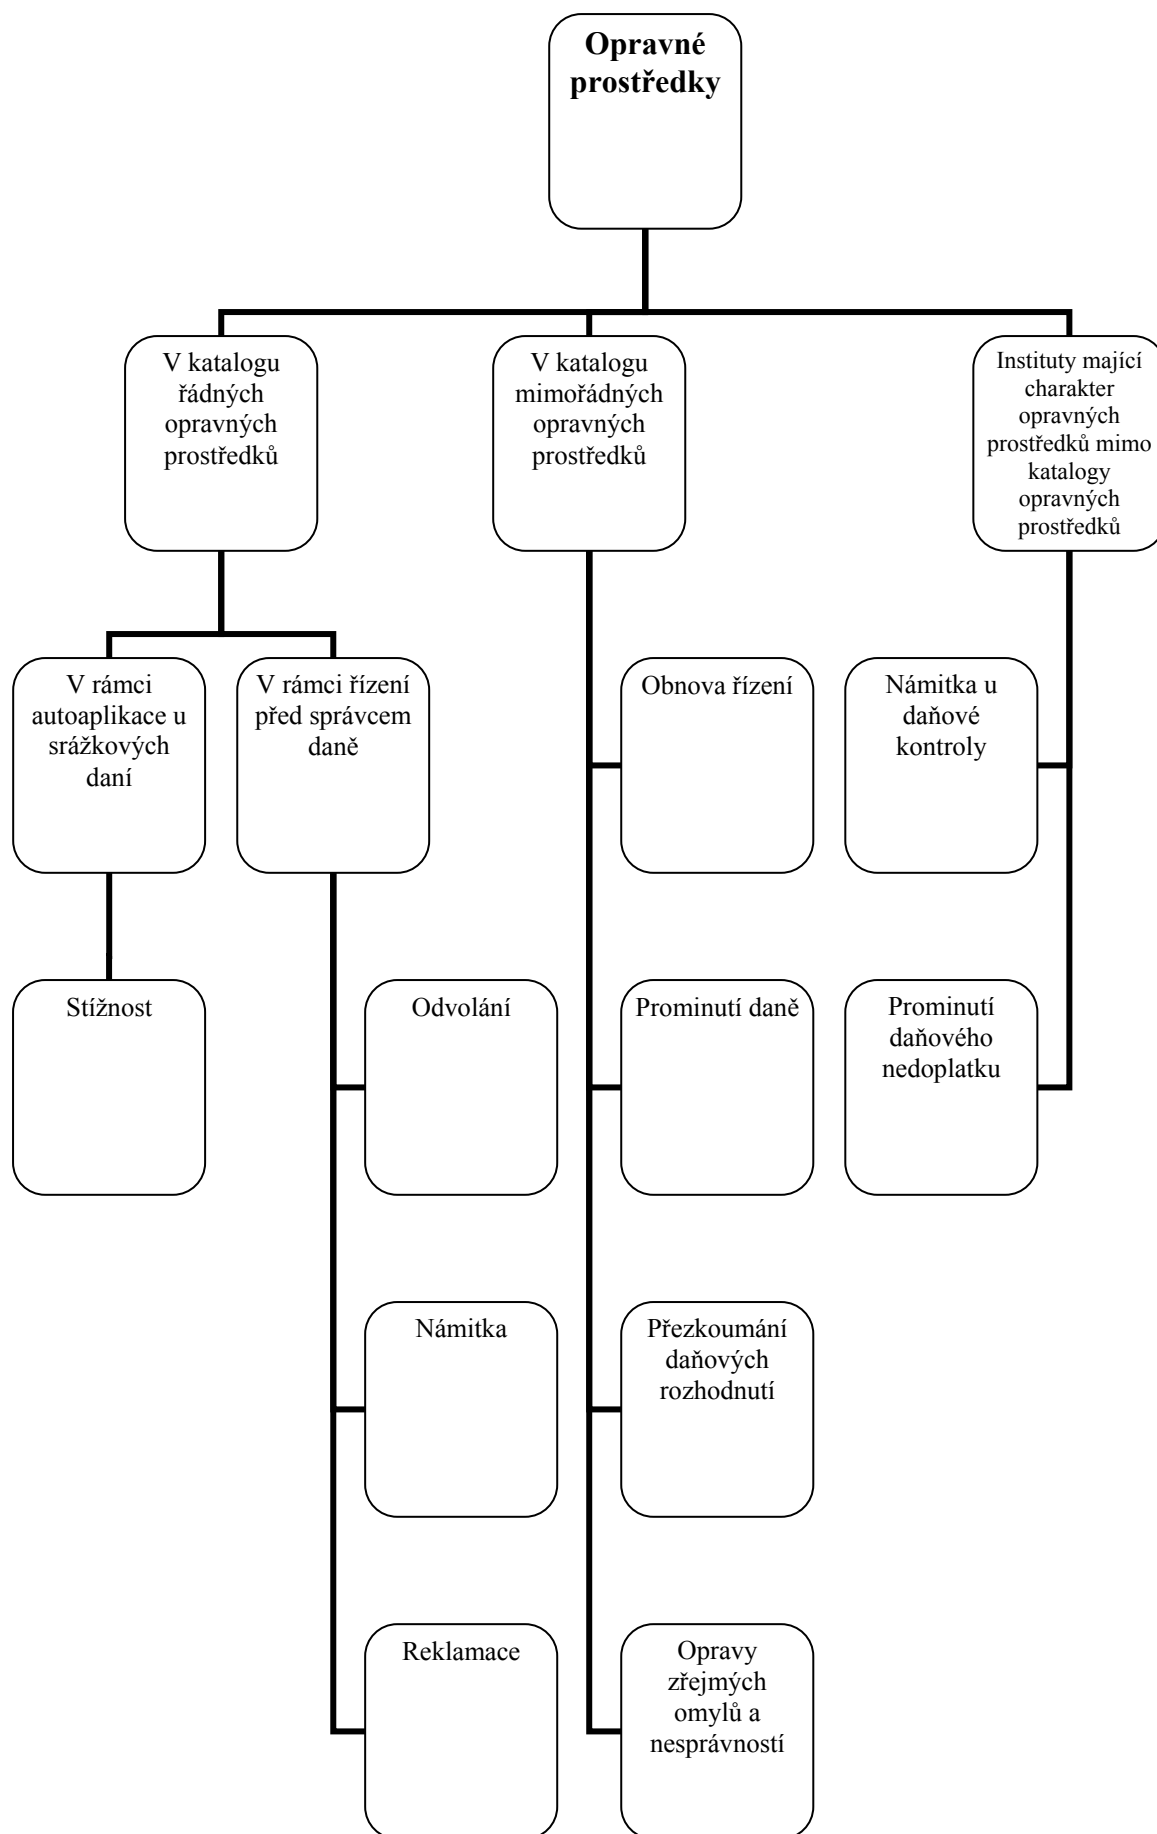 Opravné
prostředky
V katalogu
řádných
opravných
prostředků
V katalogu
mimořádných
opravných
prostředků
Instituty mající
charakter
opravných
prostředků mimo
katalogy
opravných
prostředků
V rámci
autoaplikace u
srážkových
daní
V rámci řízení
před správcem
daně
Obnova řízení
Námitka u
daňové
kontroly
Stížnost
Odvolání
Prominutí daně
Prominutí
daňového
nedoplatku
Námitka
Přezkoumání
daňových
rozhodnutí
Reklamace
Opravy
zřejmých
omylů a
nesprávností